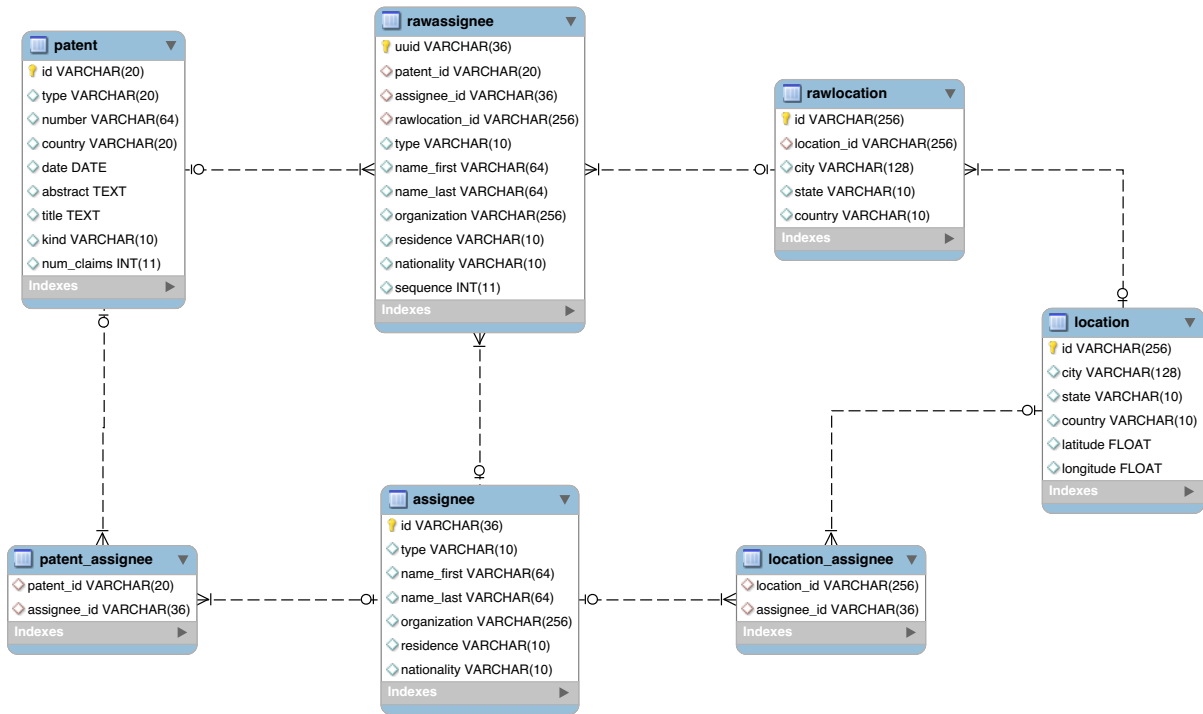 patent
id VARCHAR(20)
type VARCHAR(20)
number VARCHAR(64)
country VARCHAR(20)
date DATE
abstract TEXT
title TEXT
kind VARCHAR(10)
num_claims INT(11)
Indexes
rawassignee
uuid VARCHAR(36)
patent_id VARCHAR(20)
assignee_id VARCHAR(36)
rawlocation_id VARCHAR(256)
type VARCHAR(10)
name_first VARCHAR(64)
name_last VARCHAR(64)
organization VARCHAR(256)
residence VARCHAR(10)
nationality VARCHAR(10)
sequence INT(11)
Indexes
rawlocation
id VARCHAR(256)
location_id VARCHAR(256)
city VARCHAR(128)
state VARCHAR(10)
country VARCHAR(10)
Indexes
location
id VARCHAR(256)
city VARCHAR(128)
state VARCHAR(10)
country VARCHAR(10)
latitude FLOAT
longitude FLOAT
Indexes
patent_assignee
patent_id VARCHAR(20)
assignee_id VARCHAR(36)
Indexes
assignee
id VARCHAR(36)
type VARCHAR(10)
name_first VARCHAR(64)
name_last VARCHAR(64)
organization VARCHAR(256)
residence VARCHAR(10)
nationality VARCHAR(10)
Indexes
location_assignee
location_id VARCHAR(256)
assignee_id VARCHAR(36)
Indexes